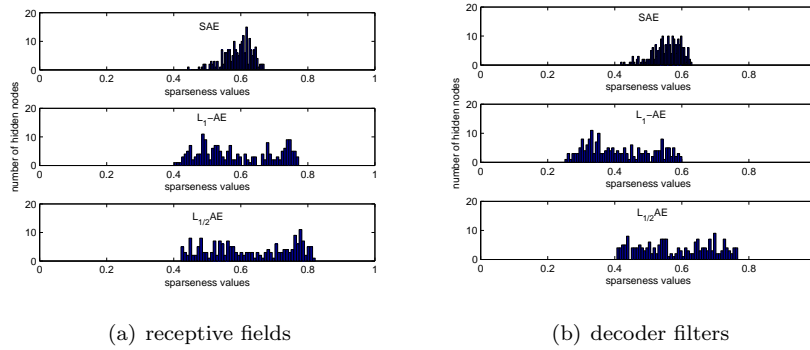 20
10
0
0 0.2 0.4 0.6 0.8 1
SAE
sparseness values
20
10
0
0 0.2 0.4 0.6 0.8 1
L1−AE
sparseness values
20
10
0
0 0.2 0.4 0.6 0.8 1
L1/2AE
sparseness values
number of hidden nodes
(a) receptive fields
20
10
0
0 0.2 0.4 0.6 0.8
SAE
sparseness values
20
10
0
0 0.2 0.4 0.6 0.8
L1−AE
sparseness values
20
10
0
0 0.2 0.4 0.6 0.8
L1/2AE
sparseness values
number of hidden nodes
(b) decoder filters